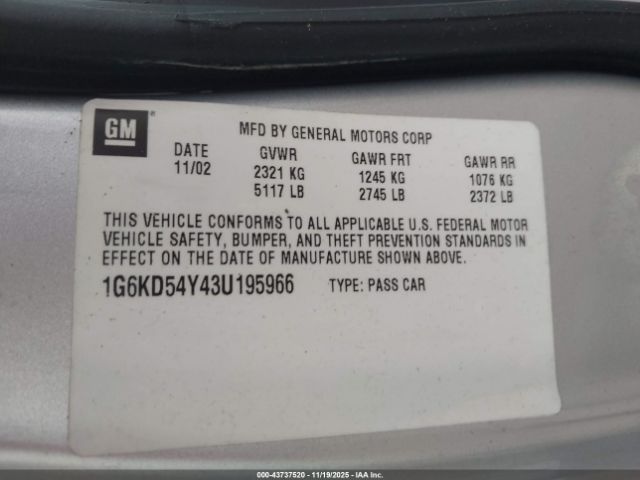 GM
MFD BY GENERAL MOTORS CORP
DATE GVWR GAWR FRT GAWR RR
11/02 2321 KG 1245 KG 1076 KG
5117 LB 2745 LB 2372 LB
THIS VEHICLE CONFORMS TO ALL APPLICABLE U.S. FEDERAL MOTOR
VEHICLE SAFETY, BUMPER, AND THEFT PREVENTION STANDARDS IN
EFFECT ON THE DATE OF MANUFACTURE SHOWN ABOVE.
1G6KD54Y43U195966 TYPE: PASS CAR
000-43737520 - 11/19/2025 - IAAI.COM